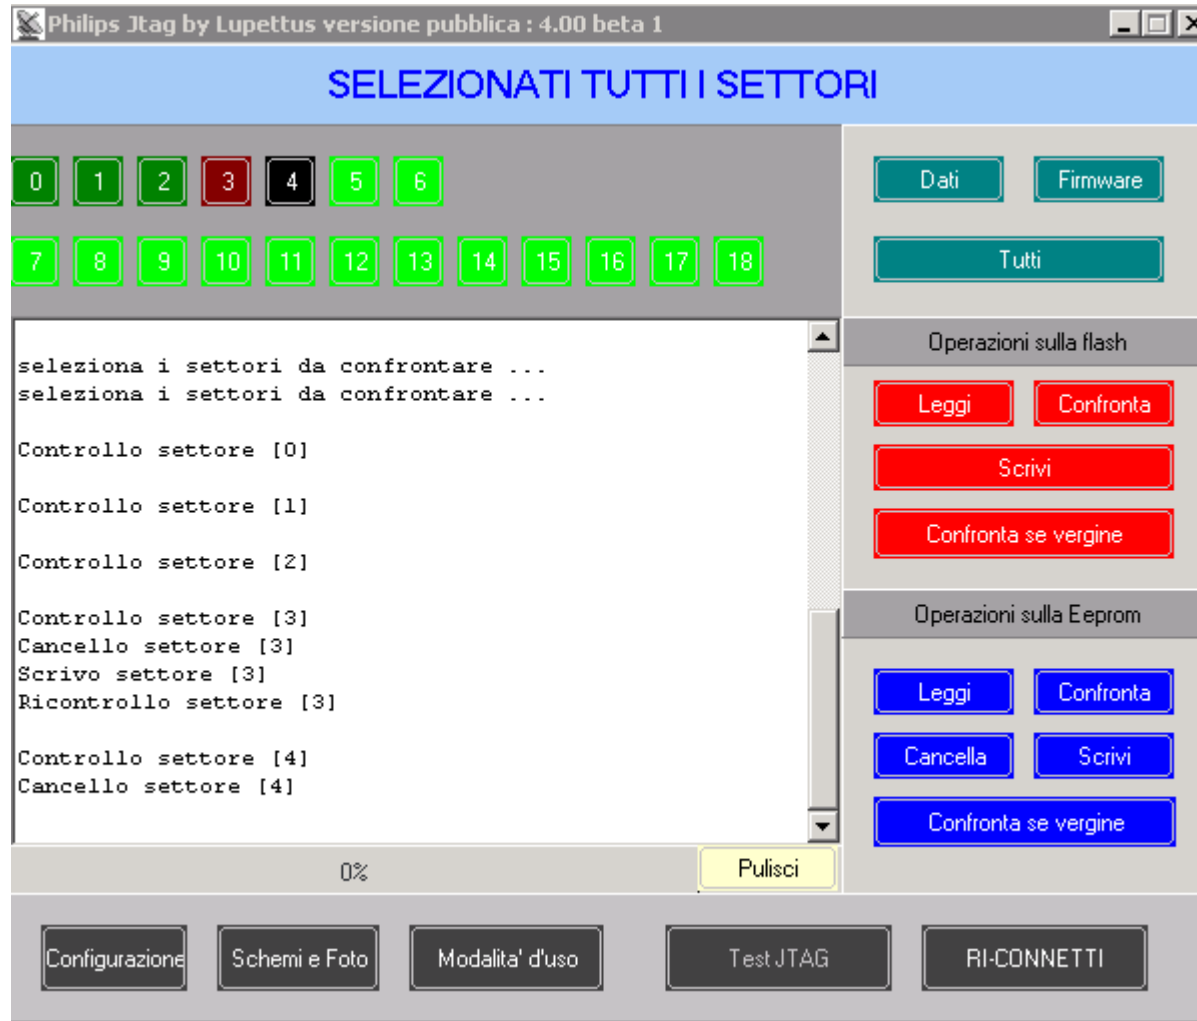 Philips Jtag by Lupettus versione pubblica : 4.00 beta 1
SELEZIONATI TUTTI I SETTORI
0 1 2 3 4 5 6
7 8 9 10 11 12 13 14 15 16 17 18
Dati Firmware
Tutti
seleziona i settori da confrontare ...
seleziona i settori da confrontare ...
Controllo settore [0]
Controllo settore [1]
Controllo settore [2]
Controllo settore [3]
Cancello settore [3]
Scrivo settore [3]
Ricontrollo settore [3]
Controllo settore [4]
Cancello settore [4]
0% Pulisci
Operazioni sulla flash
Leggi Confronta
Scrivi
Confronta se vergine
Operazioni sulla Eeprom
Leggi Confronta
Cancella Scrivi
Confronta se vergine
Configurazione Schemi e Foto Modalita' d'uso Test JTAG RI-CONNETTI